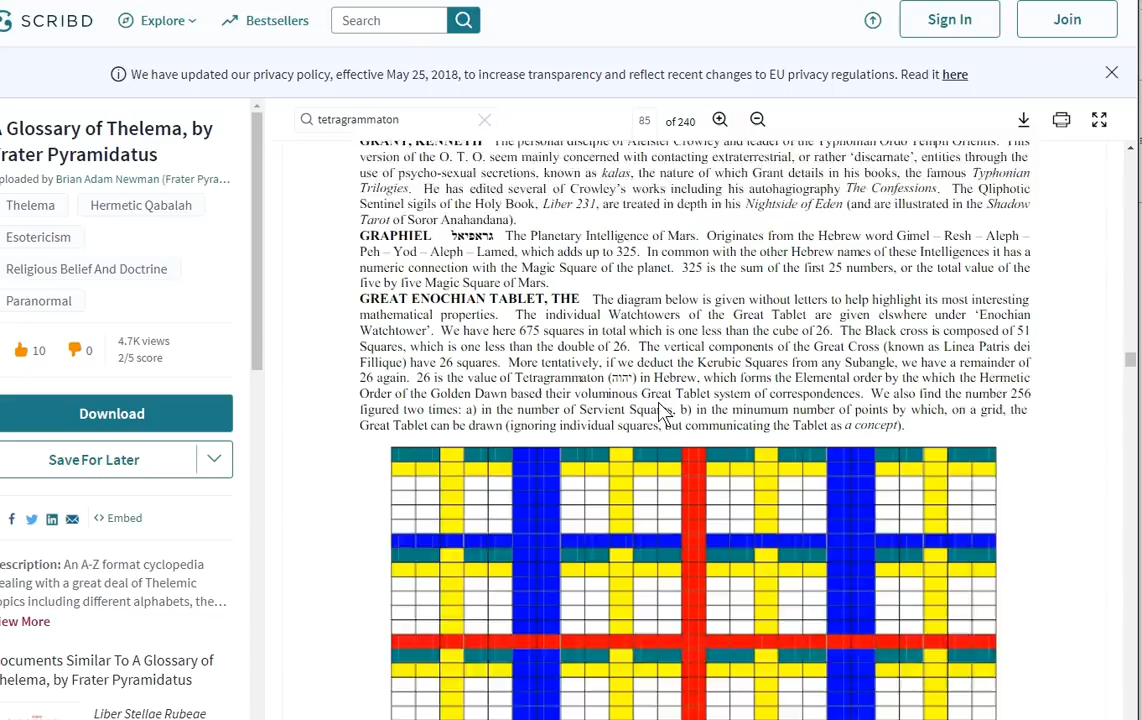 SCRIBD
Explore
Bestsellers
Search
Sign In
Join
We have updated our privacy policy, effective May 25, 2018, to increase transparency and reflect recent changes to EU privacy regulations. Read it here
A Glossary of Thelema, by
Frater Pyramidatus
uploaded by Brian Adam Newman (Frater Pyra...
Thelema
Hermetic Qabalah
Esotericism
Religious Belief And Doctrine
Paranormal
10
0
4.7K views
2/5 score
Download
Save For Later
Embed
Description: An A-Z format cyclopedia
dealing with a great deal of Thelemic
topics including different alphabets, the...
View More
Documents Similar To A Glossary of
Thelema, by Frater Pyramidatus
Liber Stellae Rubeae
tetragrammaton
85 of 240
GRANT, KENNETH The personal disciple of Aleister Crowley and leader of the Typhonian Ordo Templi Orientis. This
version of the O. T. O. seem mainly concerned with contacting extraterrestrial, or rather 'discarnate', entities through the
use of psycho-sexual secretions, known as kalas, the nature of which Grant details in his books, the famous Typhonian
Trilogies. He has edited several of Crowley's works including his autohagiography The Confessions. The Qliphotic
Sentinel sigils of the Holy Book, Liber 231, are treated in depth in his Nightside of Eden (and are illustrated in the Shadow
Tarot of Soror Anahandana).
GRAPHIEL גראפיאל The Planetary Intelligence of Mars. Originates from the Hebrew word Gimel – Resh – Aleph –
Peh – Yod – Aleph – Lamed, which adds up to 325. In common with the other Hebrew names of these Intelligences it has a
numeric connection with the Magic Square of the planet. 325 is the sum of the first 25 numbers, or the total value of the
five by five Magic Square of Mars.
GREAT ENOCHIAN TABLET, THE The diagram below is given without letters to help highlight its most interesting
mathematical properties. The individual Watchtowers of the Great Tablet are given elswhere under 'Enochian
Watchtower'. We have here 675 squares in total which is one less than the cube of 26. The Black cross is composed of 51
Squares, which is one less than the double of 26. The vertical components of the Great Cross (known as Linea Patris dei
Fillique) have 26 squares. More tentatively, if we deduct the Kerubic Squares from any Subangle, we have a remainder of
26 again. 26 is the value of Tetragrammaton (יהוה) in Hebrew, which forms the Elemental order by the which the Hermetic
Order of the Golden Dawn based their voluminous Great Tablet system of correspondences. We also find the number 256
figured two times: a) in the number of Servient Squares, b) in the minumum number of points by which, on a grid, the
Great Tablet can be drawn (ignoring individual squares, but communicating the Tablet as a concept).